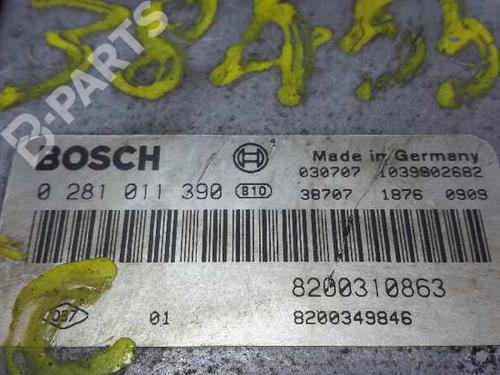 B-PARTS
BOSCH
Made in Germany
030707 1039S02682
0 281 011 390 B10
38707 1876 0909
8200310863
01
8200349846